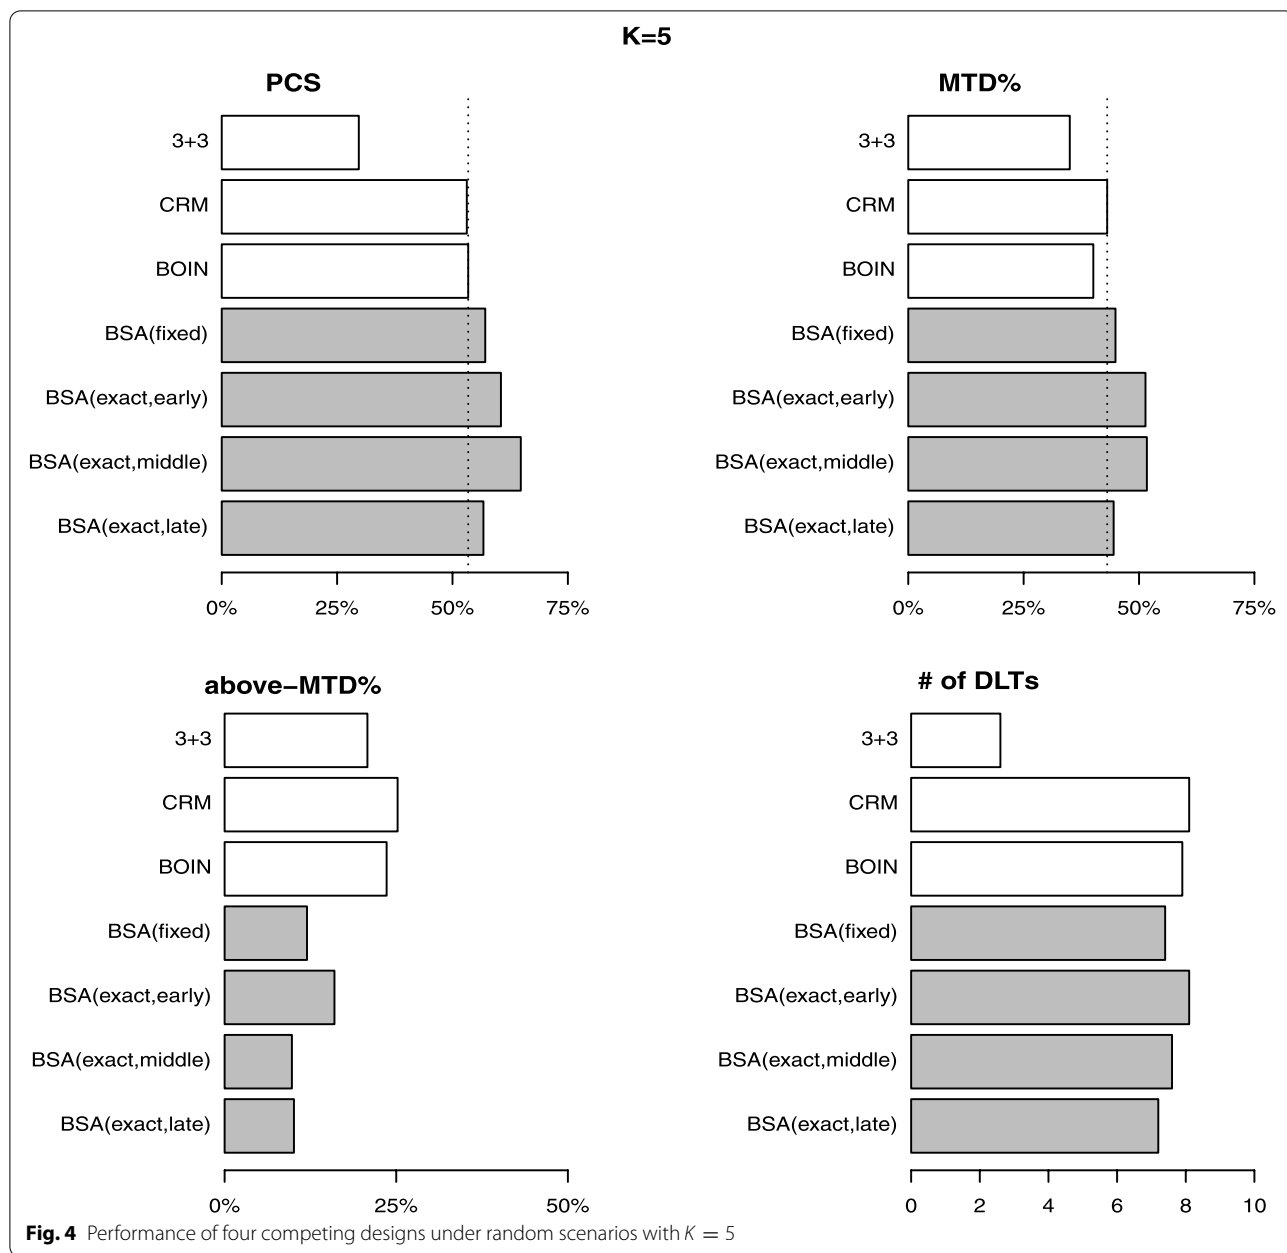 K=5
PCS
3+3
CRM
BOIN
BSA(fixed)
BSA(exact,early)
BSA(exact,middle)
BSA(exact,late)
0% 25% 50% 75%
MTD%
3+3
CRM
BOIN
BSA(fixed)
BSA(exact,early)
BSA(exact,middle)
BSA(exact,late)
0% 25% 50% 75%
above−MTD%
3+3
CRM
BOIN
BSA(fixed)
BSA(exact,early)
BSA(exact,middle)
BSA(exact,late)
0% 25% 50%
# of DLTs
3+3
CRM
BOIN
BSA(fixed)
BSA(exact,early)
BSA(exact,middle)
BSA(exact,late)
0 2 4 6 8 10
Fig. 4 Performance of four competing designs under random scenarios with K = 5